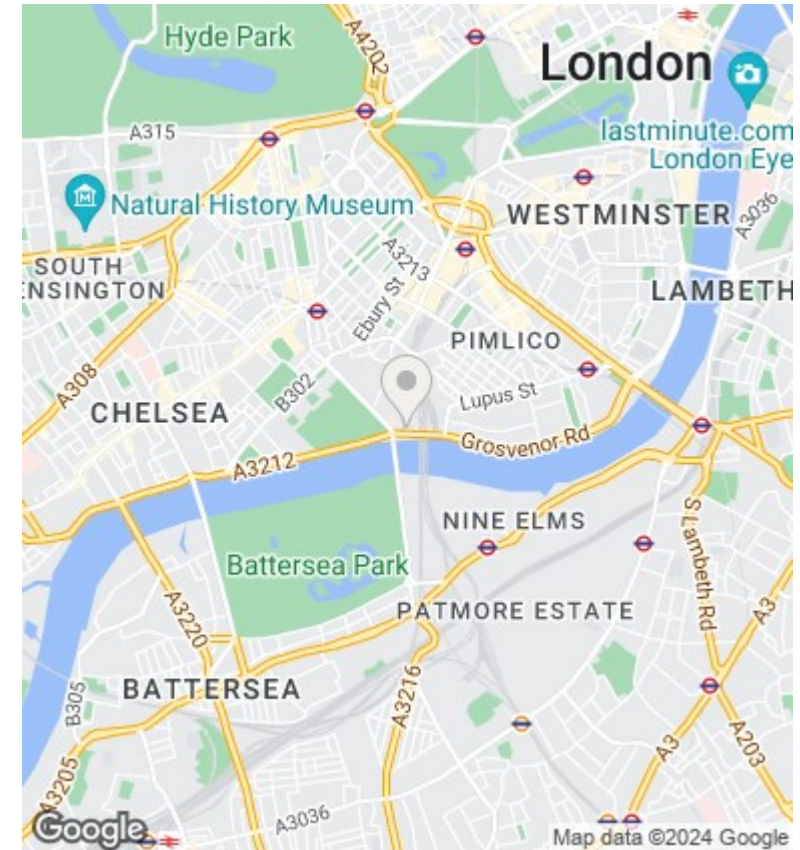 Hyde Park
A4202
London
A315
lastminute.com
London Eye
Natural History Museum
WESTMINSTER
A3036
SOUTH
ENSINGTON
A3213
LAMBETH
Ebury St
PIMLICO
A308
B302
Lupus St
CHELSEA
Grosvenor Rd
A3212
NINE ELMS
S Lambeth Rd
Battersea Park
A3220
PATMORE ESTATE
A3
BATTERSEA
B305
A3216
A3
A203
A3205
A3036
Google
Map data ©2024 Google